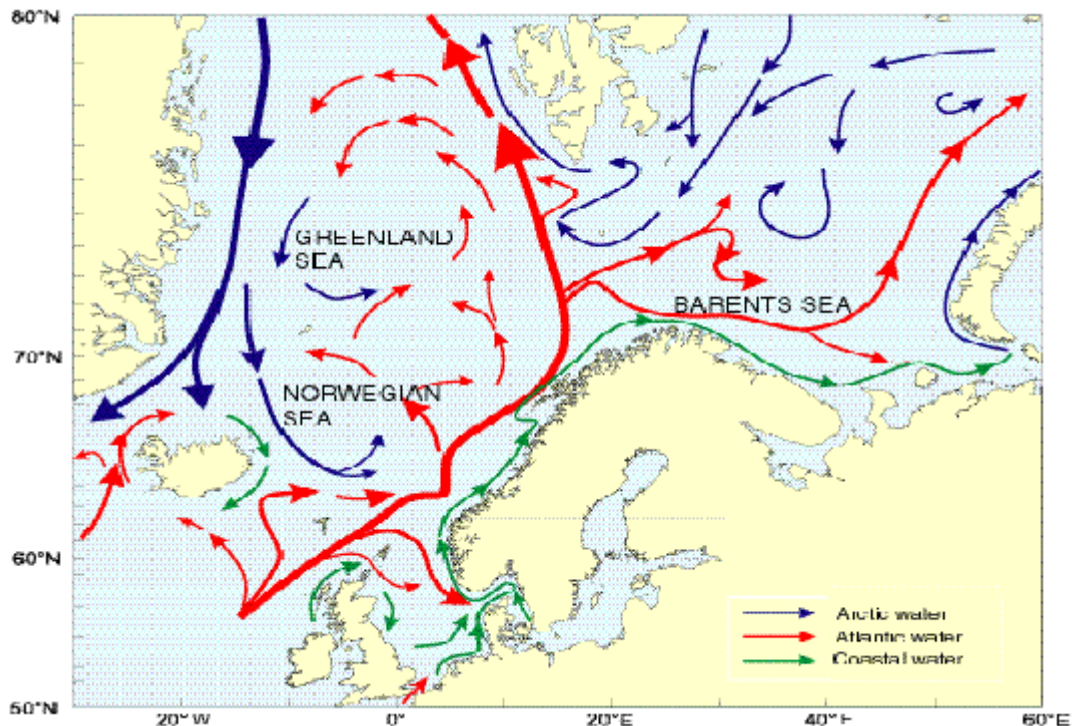 80°N
GREENLAND
SEA
BARENTS SEA
70°N
NORWEGIAN
SEA
60°N
Arctic water
Atlantic water
Coastal water
50°N
20°W
0°
20°E
40°E
60°E